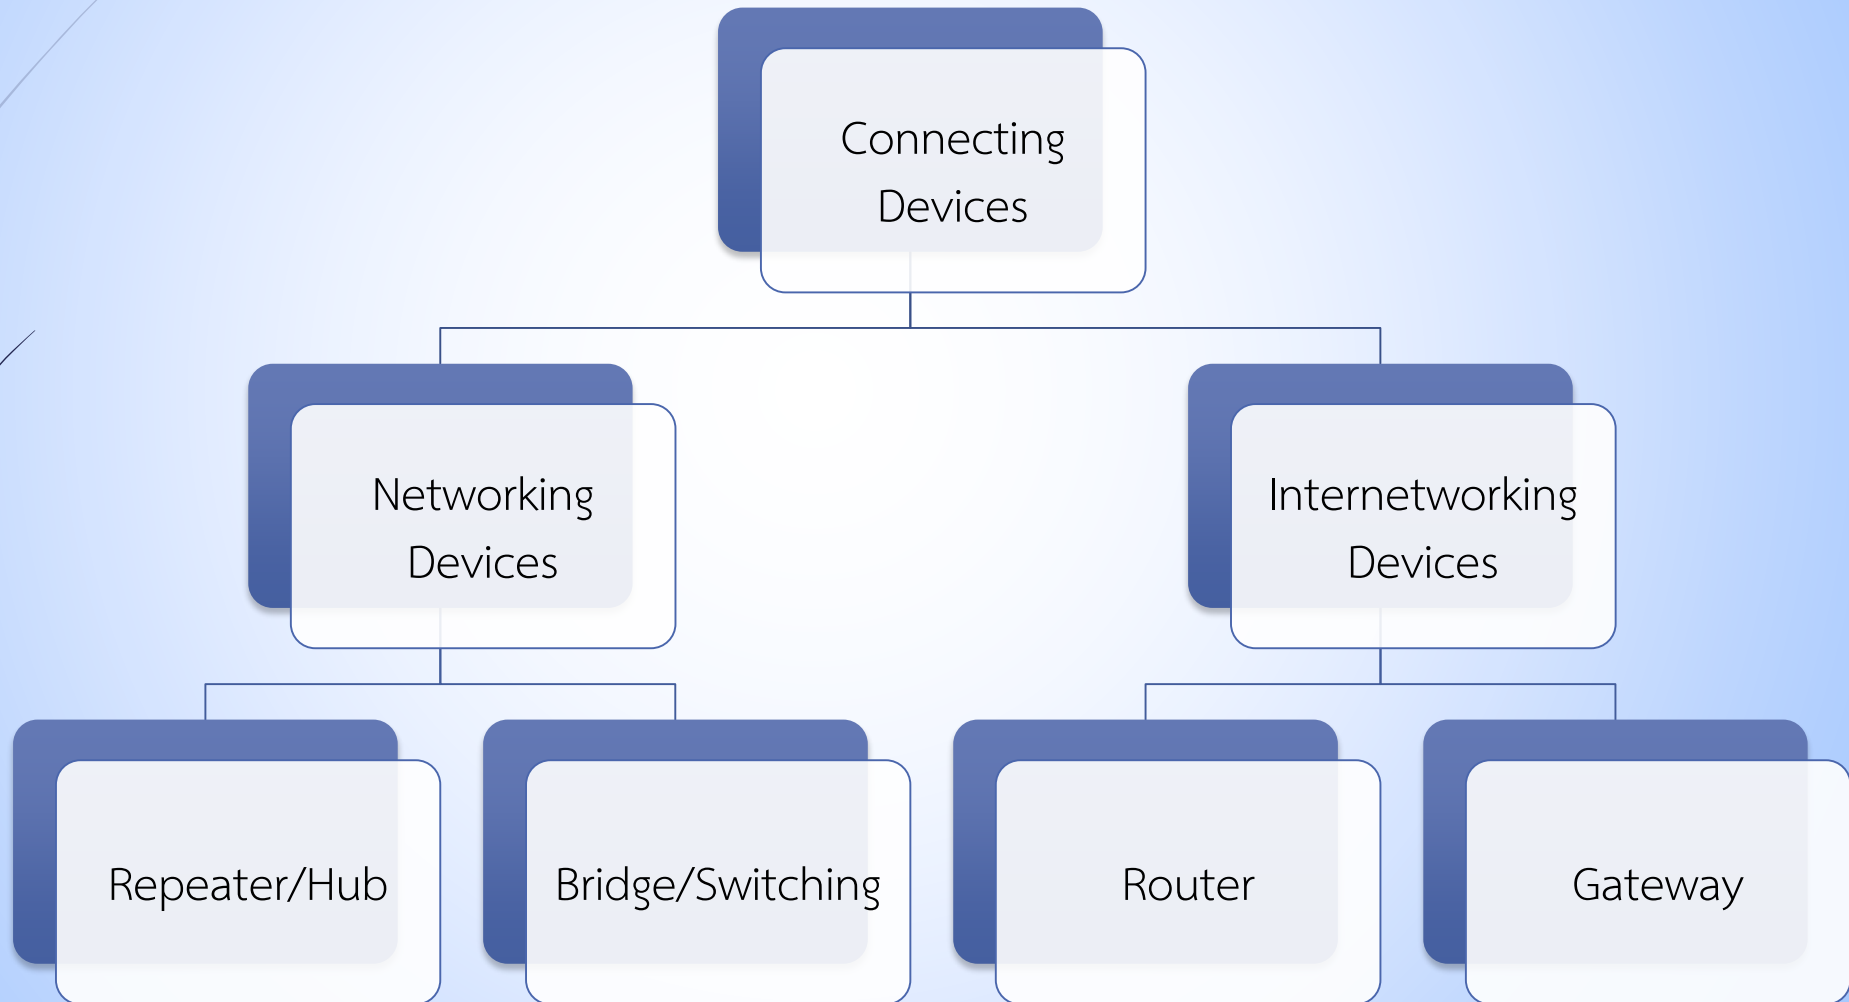 Connecting
Devices
Networking
Devices
Internetworking
Devices
Repeater/Hub
Bridge/Switching
Router
Gateway